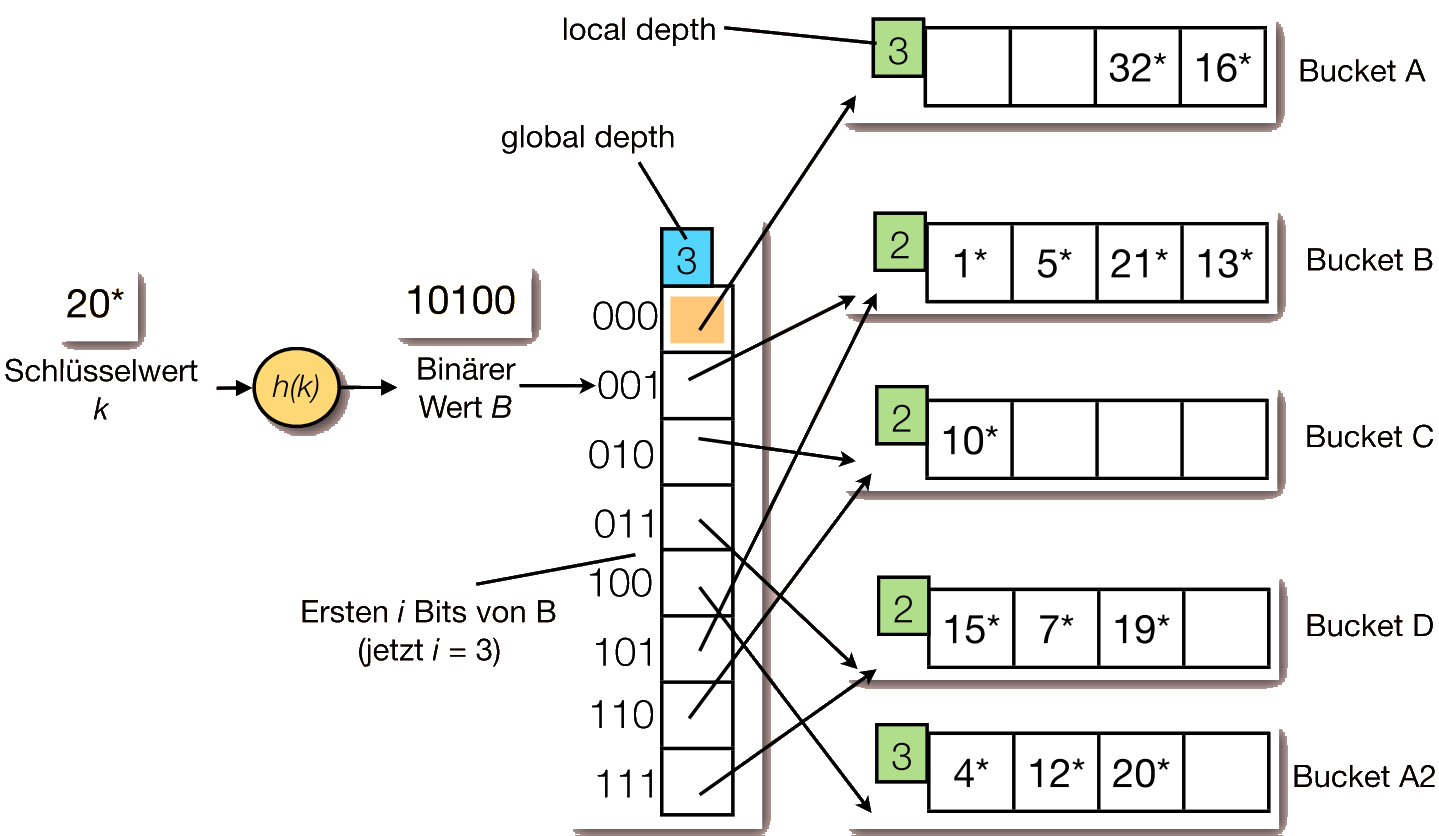 local depth
3
32* 16*
Bucket A
global depth
3
2
1* 5* 21* 13*
Bucket B
20*
Schlüsselwert
k
h(k)
10100
Binärer
Wert B
000
001
010
011
100
101
110
111
Ersten i Bits von B
(jetzt i = 3)
2
10*
Bucket C
2
15* 7* 19*
Bucket D
3
4* 12* 20*
Bucket A2